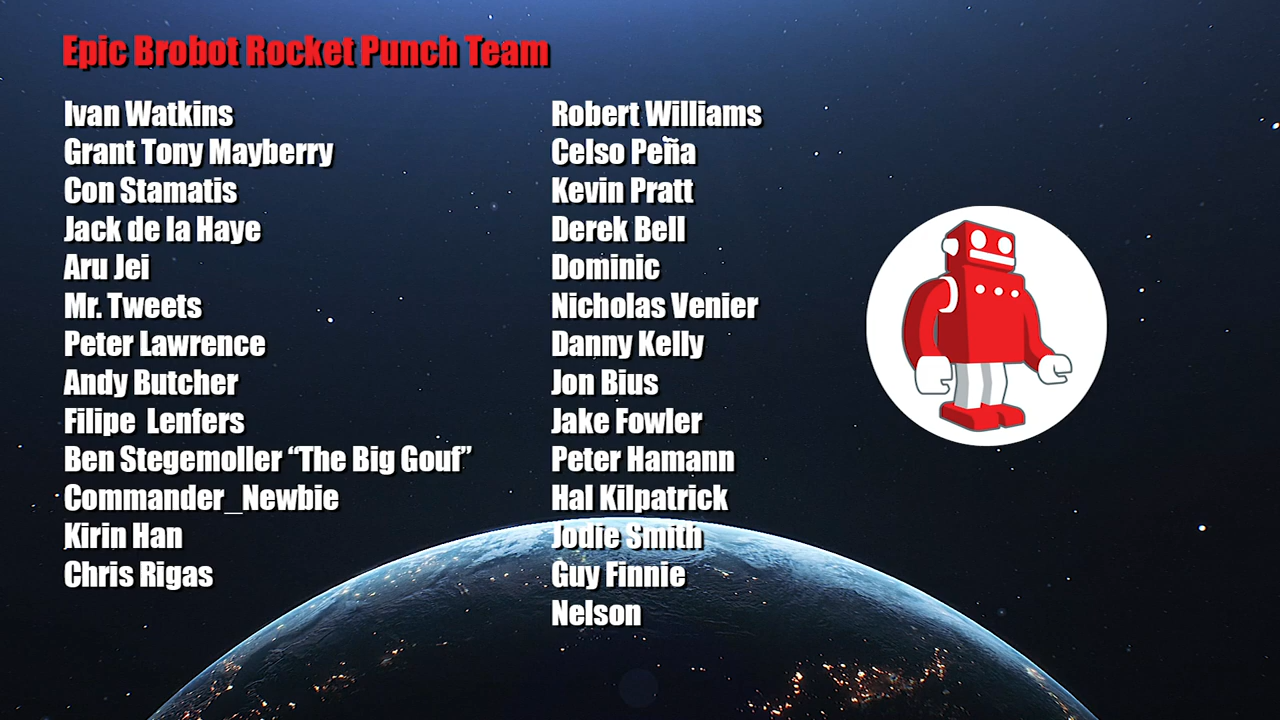 Epic Brobot Rocket Punch Team
Ivan Watkins
Grant Tony Mayberry
Con Stamatis
Jack de la Haye
Aru Jei
Mr. Tweets
Peter Lawrence
Andy Butcher
Filipe  Lenfers
Ben Stegemoller “The Big Gouf”
Commander_Newbie
Kirin Han
Chris Rigas
Robert Williams
Celso Peña
Kevin Pratt
Derek Bell
Dominic
Nicholas Venier
Danny Kelly
Jon Bius
Jake Fowler
Peter Hamann
Hal Kilpatrick
Jodie Smith
Guy Finnie
Nelson